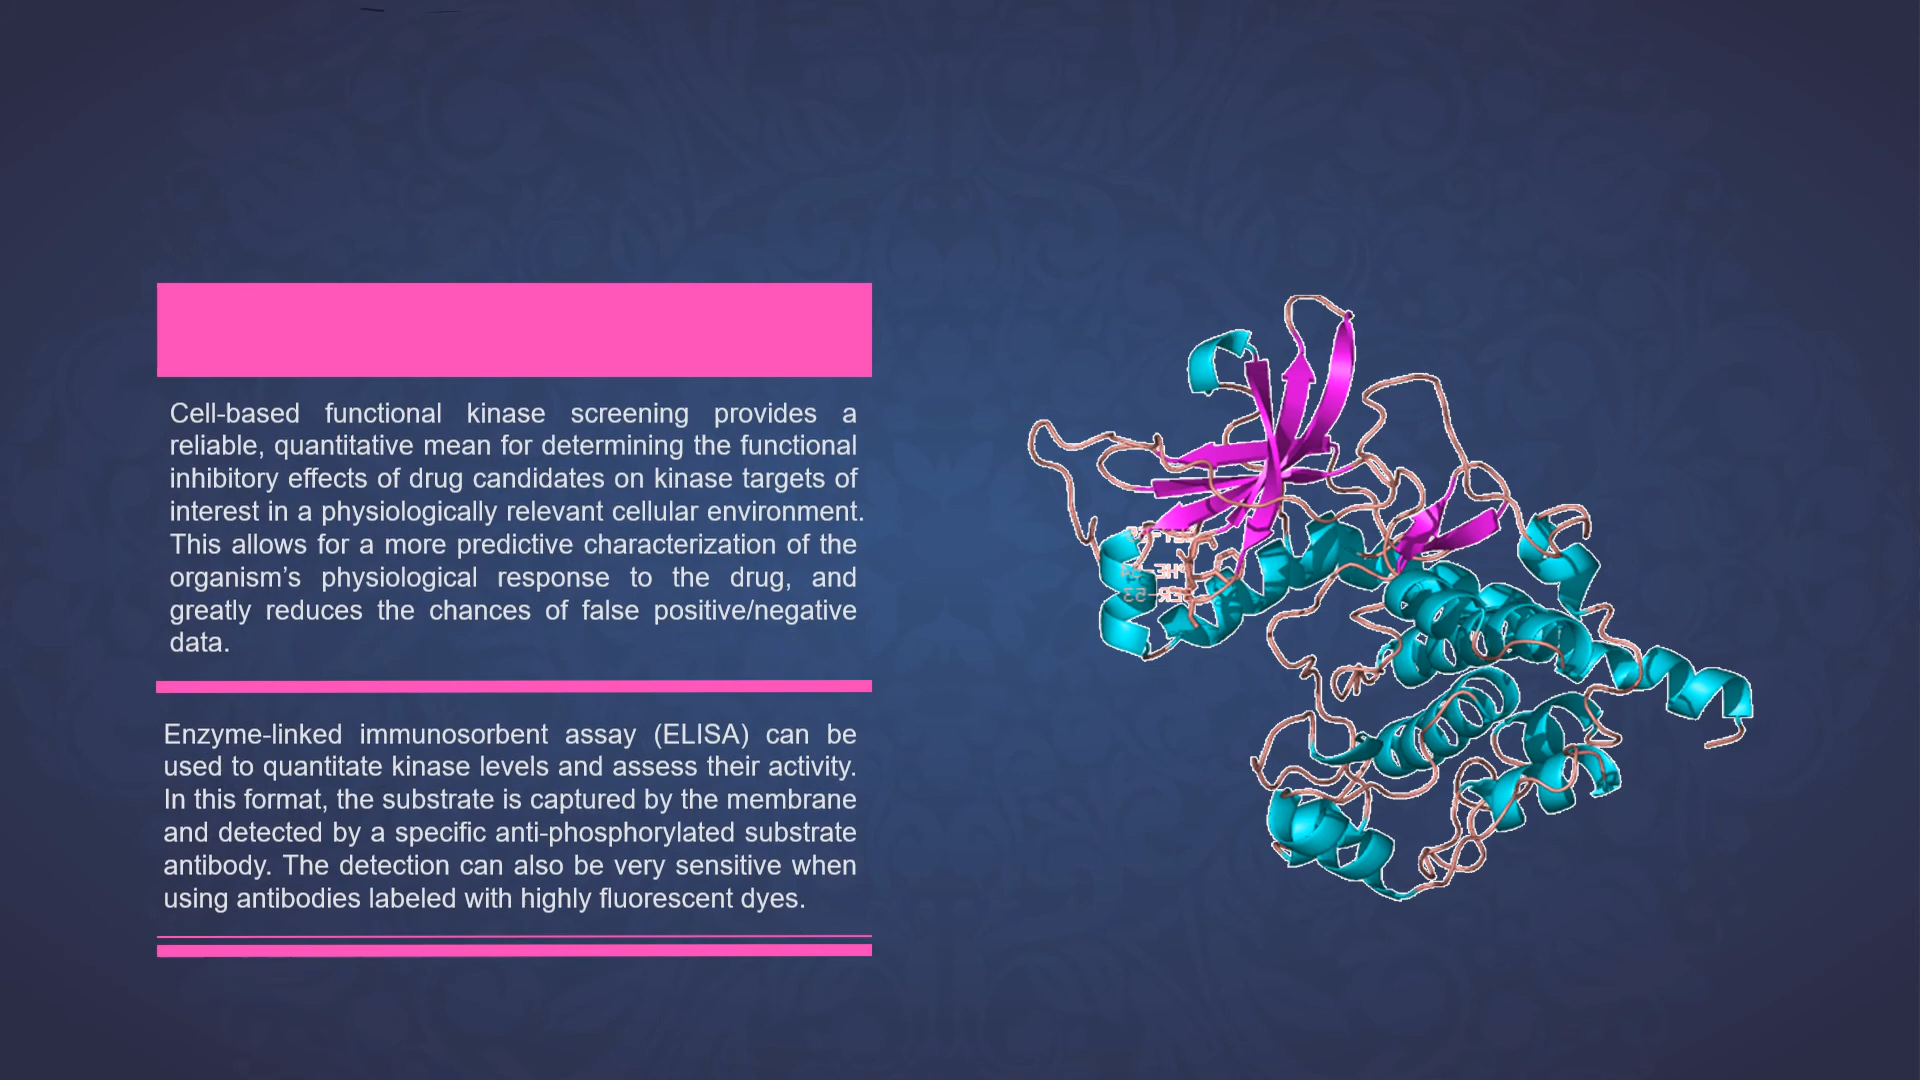 Cell-based functional kinase screening provides a
reliable, quantitative mean for determining the functional
inhibitory effects of drug candidates on kinase targets of
interest in a physiologically relevant cellular environment.
This allows for a more predictive characterization of the
organism’s physiological response to the drug, and
greatly reduces the chances of false positive/negative
data.
Enzyme-linked immunosorbent assay (ELISA) can be
used to quantitate kinase levels and assess their activity.
In this format, the substrate is captured by the membrane
and detected by a specific anti-phosphorylated substrate
antibody. The detection can also be very sensitive when
using antibodies labeled with highly fluorescent dyes.